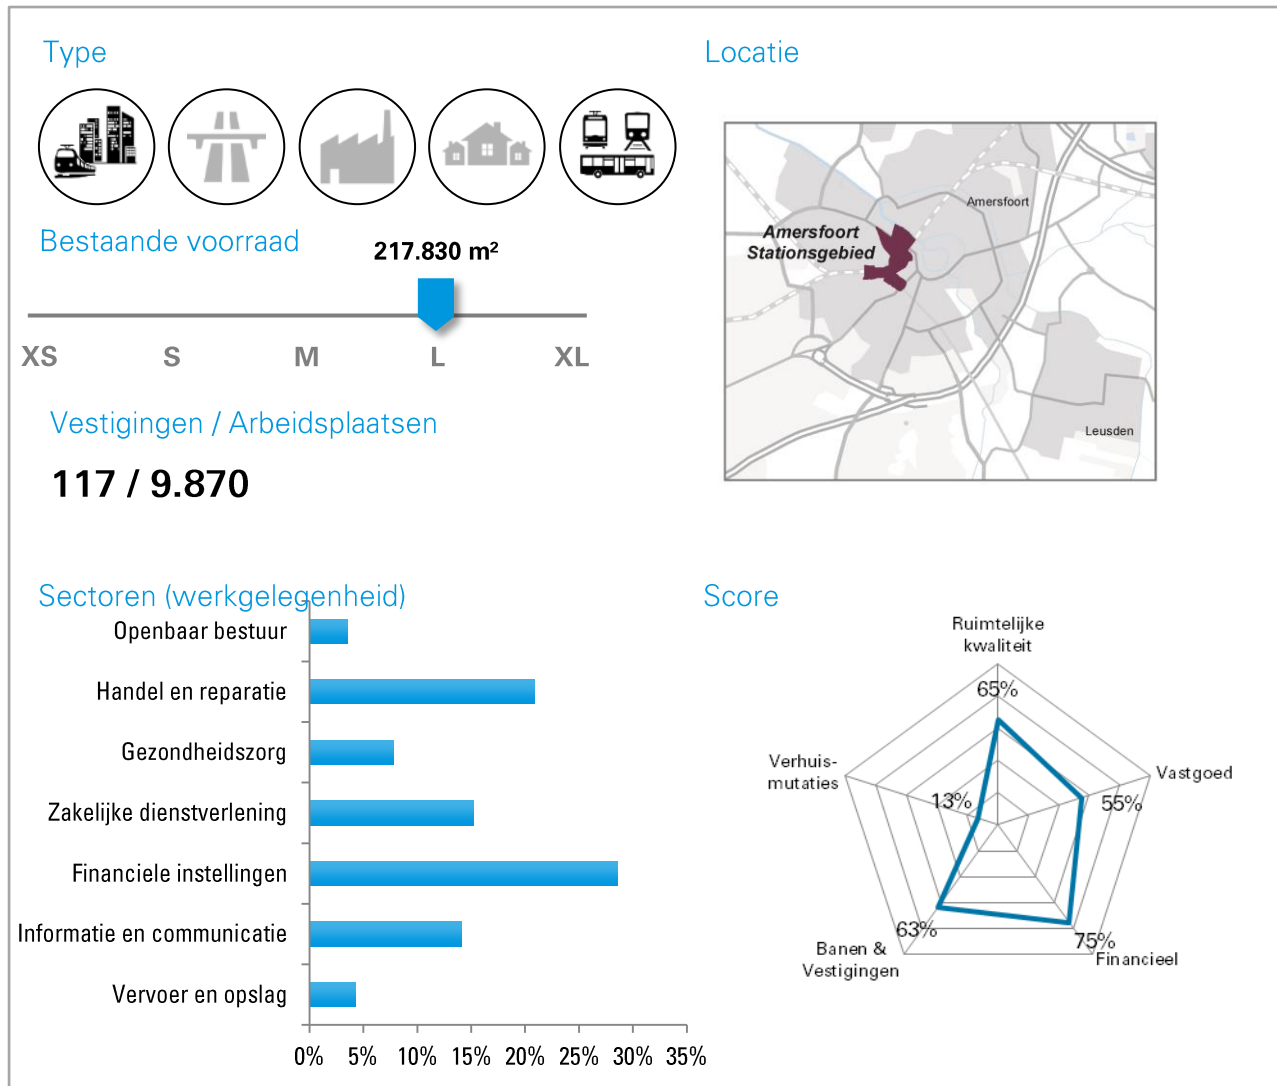 Type
Bestaande voorraad
217.830 m²
XS S M L XL
Vestigingen / Arbeidsplaatsen
117 / 9.870
Locatie
Amersfoort
Amersfoort
Stationsgebied
Leusden
Sectoren (werkgelegenheid)
Openbaar bestuur
Handel en reparatie
Gezondheidszorg
Zakelijke dienstverlening
Financiele instellingen
Informatie en communicatie
Vervoer en opslag
0% 5% 10% 15% 20% 25% 30% 35%
Score
Ruimtelijke
kwaliteit
65%
Verhuis-
mutaties
13%
Vastgoed
55%
63%
Banen &
Vestigingen
75%
Financieel